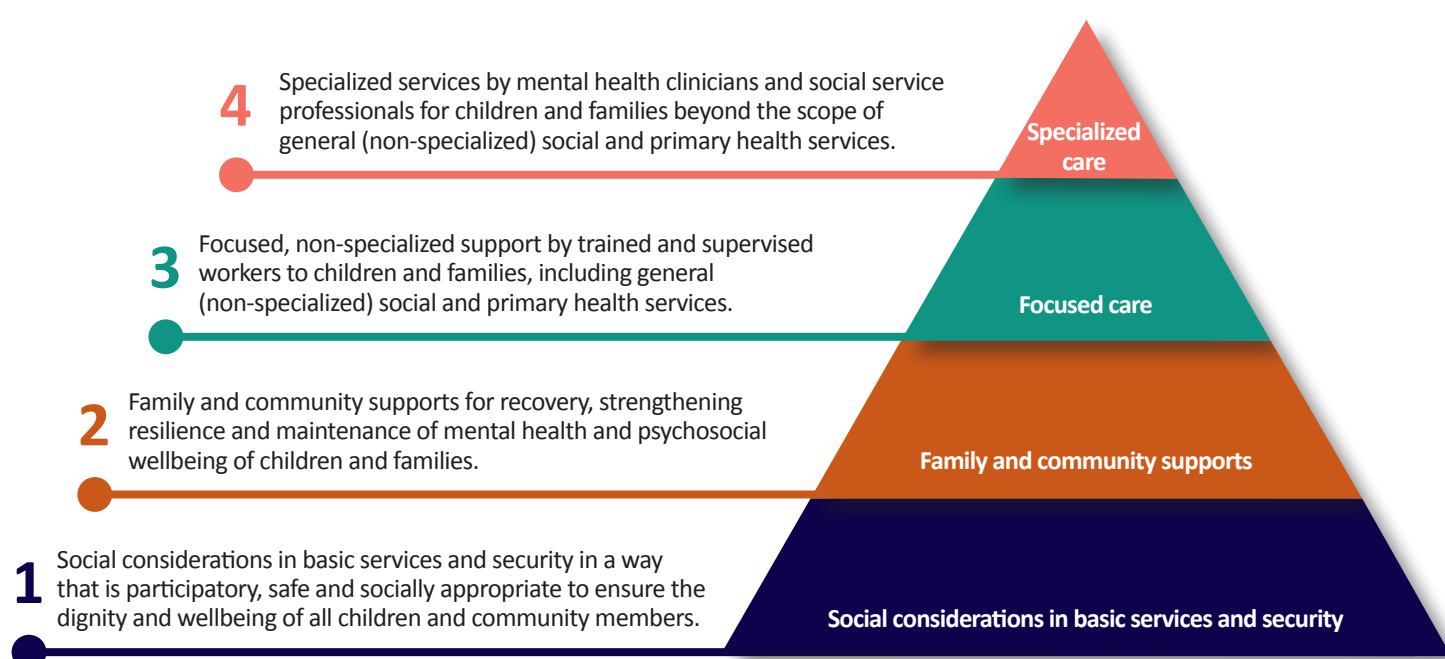 4
Specialized services by mental health clinicians and social service
professionals for children and families beyond the scope of
general (non-specialized) social and primary health services.
Specialized
care
3
Focused, non-specialized support by trained and supervised
workers to children and families, including general
(non-specialized) social and primary health services.
Focused care
2
Family and community supports for recovery, strengthening
resilience and maintenance of mental health and psychosocial
wellbeing of children and families.
Family and community supports
1
Social considerations in basic services and security in a way
that is participatory, safe and socially appropriate to ensure the
dignity and wellbeing of all children and community members.
Social considerations in basic services and security